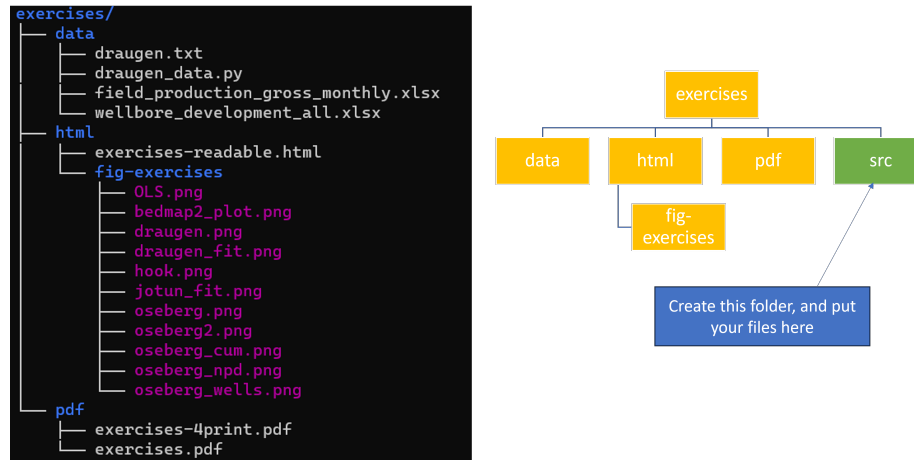 exercises/
data
draugen.txt
draugen_data.py
field_production_gross_monthly.xlsx
wellbore_development_all.xlsx
html
exercises-readable.html
fig-exercises
OLS.png
bedmap2_plot.png
draugen.png
draugen_fit.png
hook.png
jotun_fit.png
oseberg.png
oseberg2.png
oseberg_cum.png
oseberg_npd.png
oseberg_wells.png
pdf
exercises-4print.pdf
exercises.pdf
exercises
data
html
pdf
src
fig-
exercises
Create this folder, and put
your files here